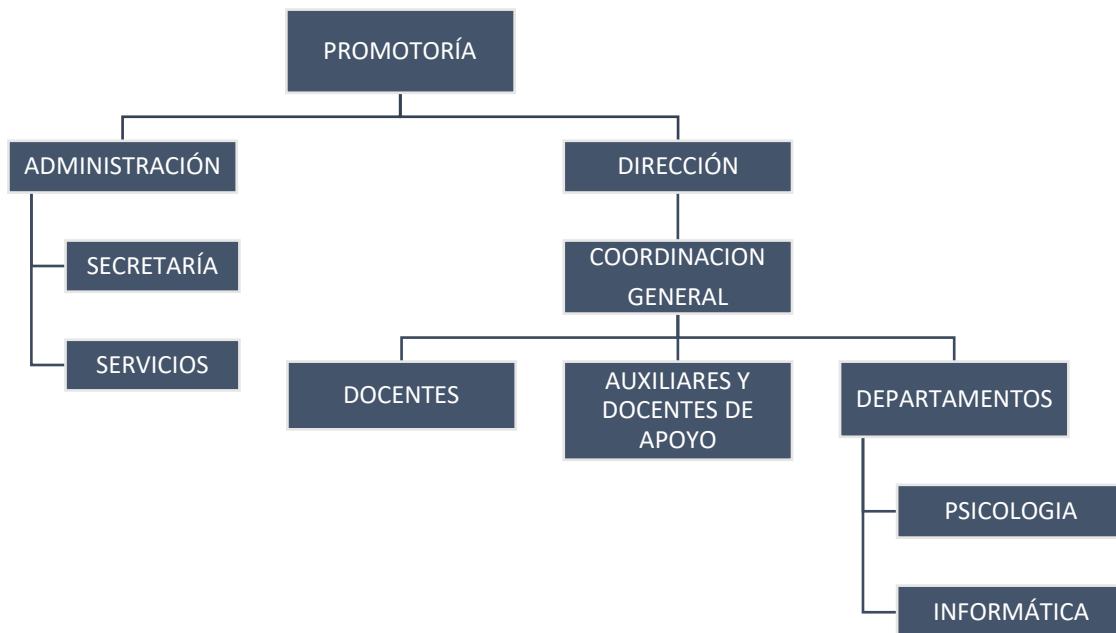 PROMOTORÍA
ADMINISTRACIÓN
DIRECCIÓN
SECRETARÍA
COORDINACION
GENERAL
SERVICIOS
DOCENTES
AUXILIARES Y
DOCENTES DE
APOYO
DEPARTAMENTOS
PSICOLOGIA
INFORMÁTICA